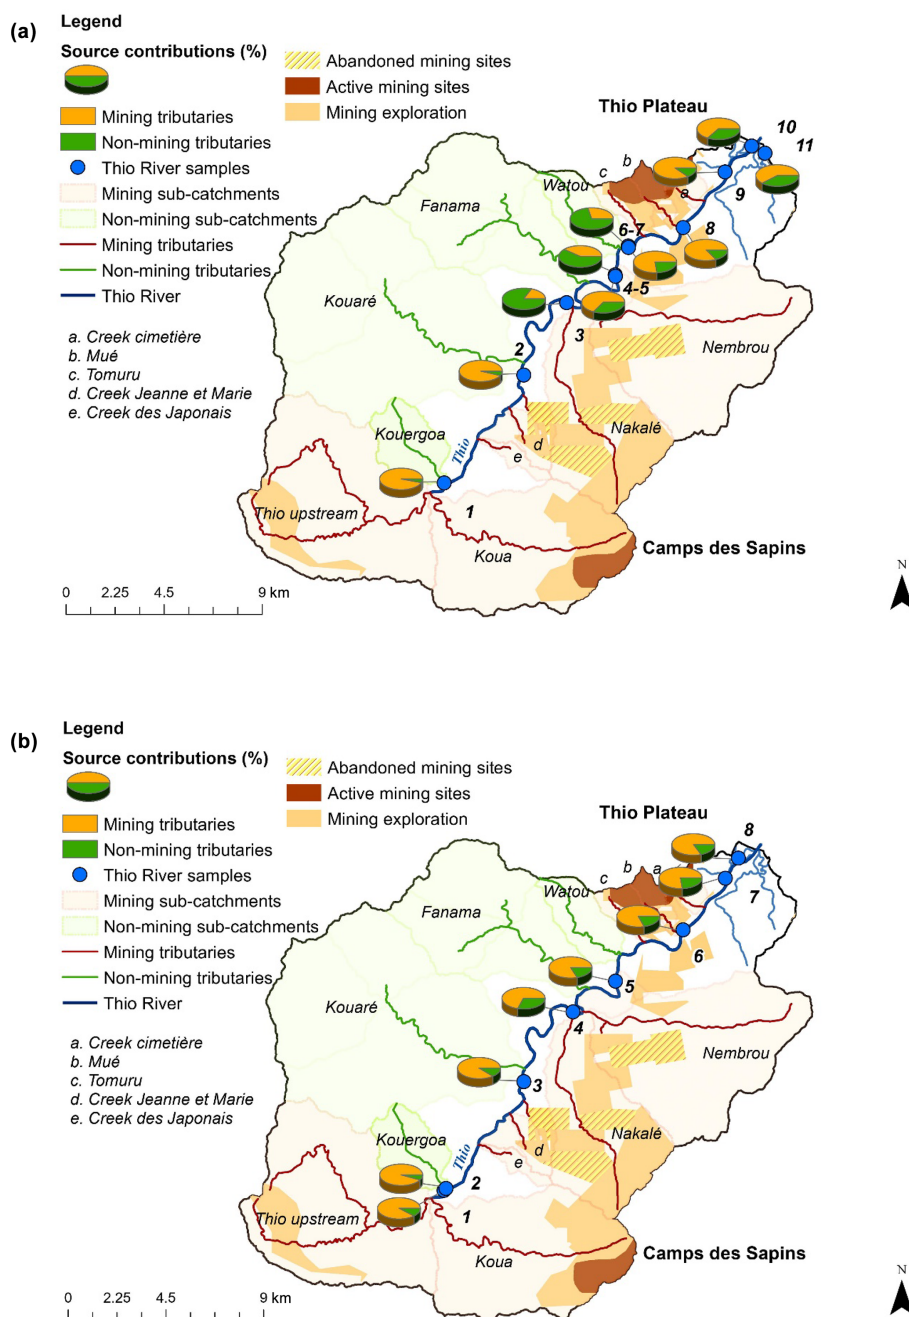 (a)
Legend
Source contributions (%)
Mining tributaries
Non-mining tributaries
Thio River samples
Mining sub-catchments
Non-mining sub-catchments
Mining tributaries
Non-mining tributaries
Thio River
Abandoned mining sites
Active mining sites
Mining exploration
a. Creek cimetière
b. Mué
c. Tomuru
d. Creek Jeanne et Marie
e. Creek des Japonais
Thio Plateau
10
11
b
c
a
Watou
9
Fanama
6-7
8
Kouaré
4-5
2
3
Nembrou
Kouergoa
Thio
d
e
Nakalé
Thio upstream
1
Koua
Camps des Sapins
0 2.25 4.5 9 km
N
(b)
Legend
Source contributions (%)
Mining tributaries
Non-mining tributaries
Thio River samples
Mining sub-catchments
Non-mining sub-catchments
Mining tributaries
Non-mining tributaries
Thio River
Abandoned mining sites
Active mining sites
Mining exploration
a. Creek cimetière
b. Mué
c. Tomuru
d. Creek Jeanne et Marie
e. Creek des Japonais
Thio Plateau
8
b
a
c
Watou
7
Fanama
6
5
Kouaré
4
Nembrou
3
Kouergoa
Thio
d
e
Nakalé
2
Thio upstream
1
Koua
Camps des Sapins
0 2.25 4.5 9 km
N